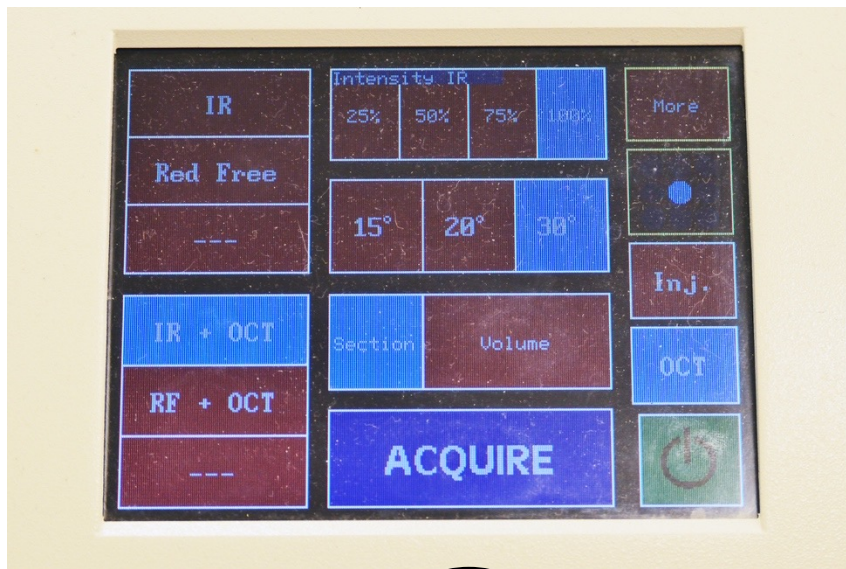 IR
Red Free
---
IR + OCT
RF + OCT
---
Intensity IR
25% 50% 75% 100%
15° 20° 30°
Section Volume
ACQUIRE
More
Inj.
OCT